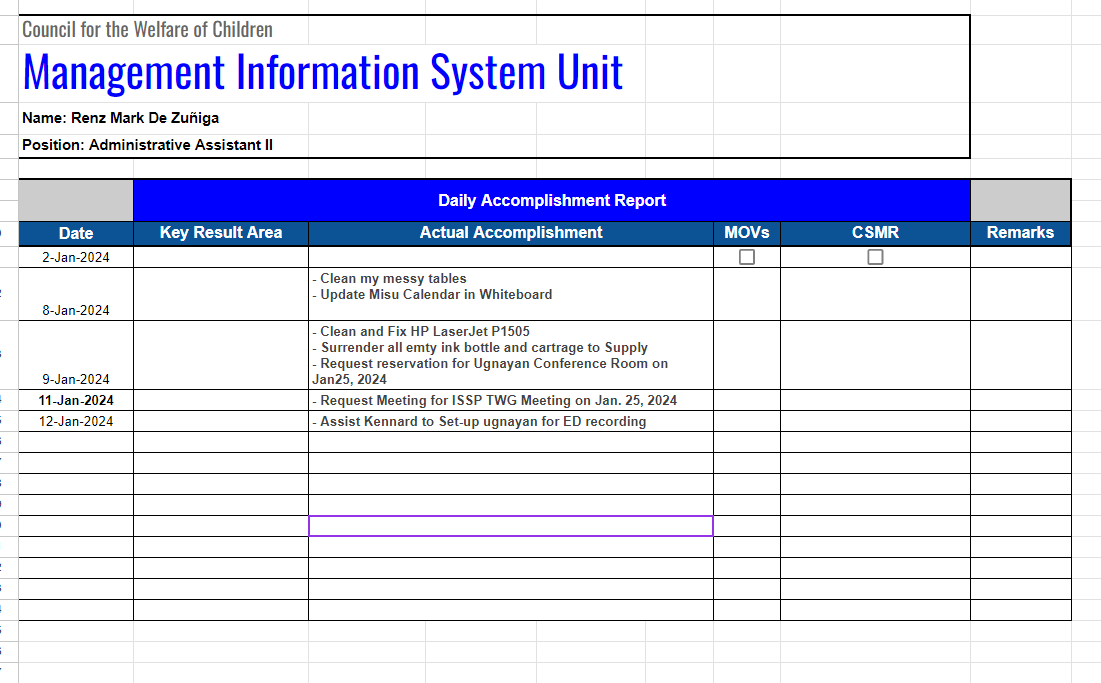 Council for the Welfare of Children
Management Information System Unit
Name: Renz Mark De Zuñiga
Position: Administrative Assistant II
Daily Accomplishment Report
Date Key Result Area Actual Accomplishment MOVs CSMR Remarks
2-Jan-2024
- Clean my messy tables
- Update Misu Calendar in Whiteboard
8-Jan-2024
- Clean and Fix HP LaserJet P1505
- Surrender all emty ink bottle and cartrage to Supply
- Request reservation for Ugnayan Conference Room on
Jan25, 2024
9-Jan-2024
11-Jan-2024 - Request Meeting for ISSP TWG Meeting on Jan. 25, 2024
12-Jan-2024 - Assist Kennard to Set-up ugnayan for ED recording